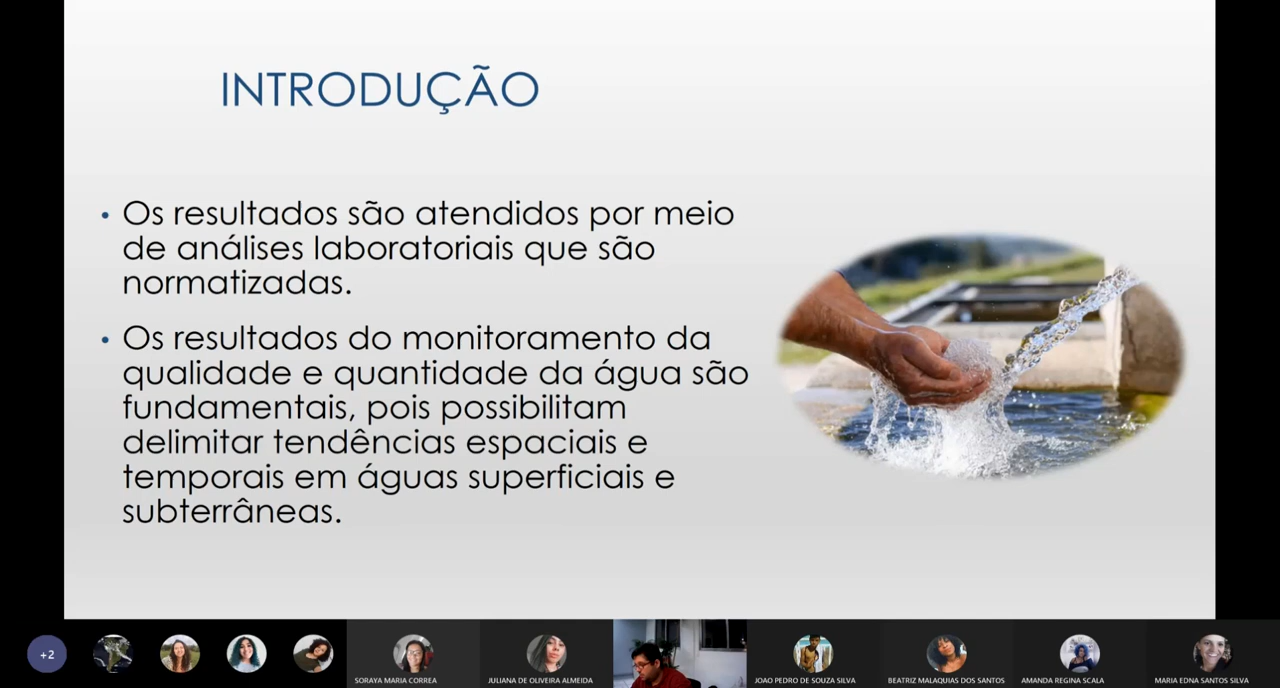 INTRODUÇÃO
• Os resultados são atendidos por meio
de análises laboratoriais que são
normatizadas.
• Os resultados do monitoramento da
qualidade e quantidade da água são
fundamentais, pois possibilitam
delimitar tendências espaciais e
temporais em águas superficiais e
subterrâneas.
+2
SORAYA MARIA CORREA
JULIANA DE OLIVEIRA ALMEIDA
JOAO PEDRO DE SOUZA SILVA
BEATRIZ MALAQUIAS DOS SANTOS
AMANDA REGINA SCALA
MARIA EDNA SANTOS SILVA